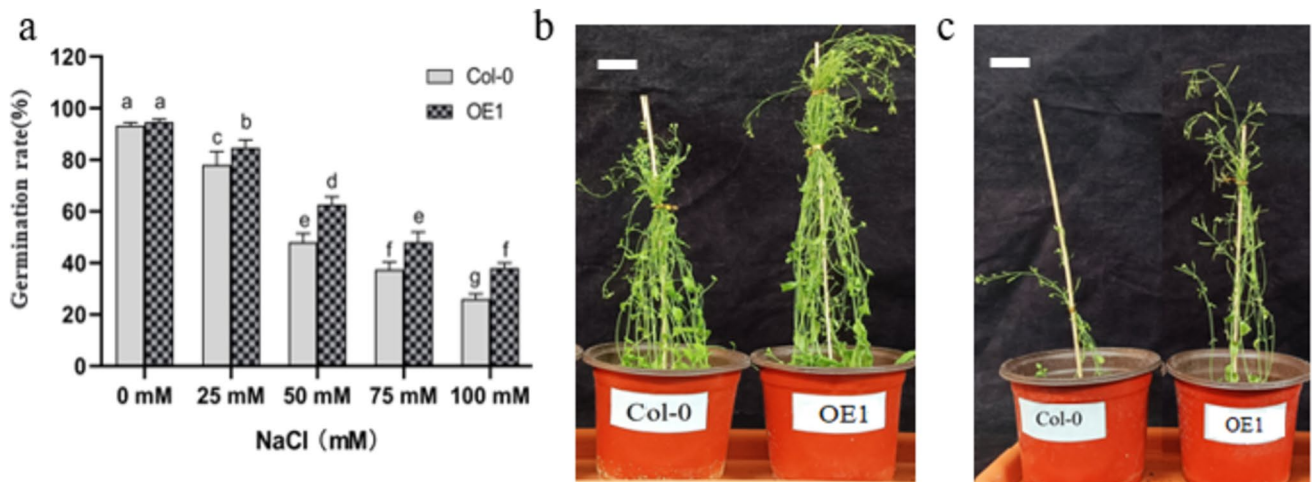 a
b
c
120
100
80
60
40
20
0
Germination rate(%)
Col-0
OE1
a a
c b
e d
f e
g f
0 mM 25 mM 50 mM 75 mM 100 mM
NaCl (mM)
Col-0
OE1
Col-0
OE1